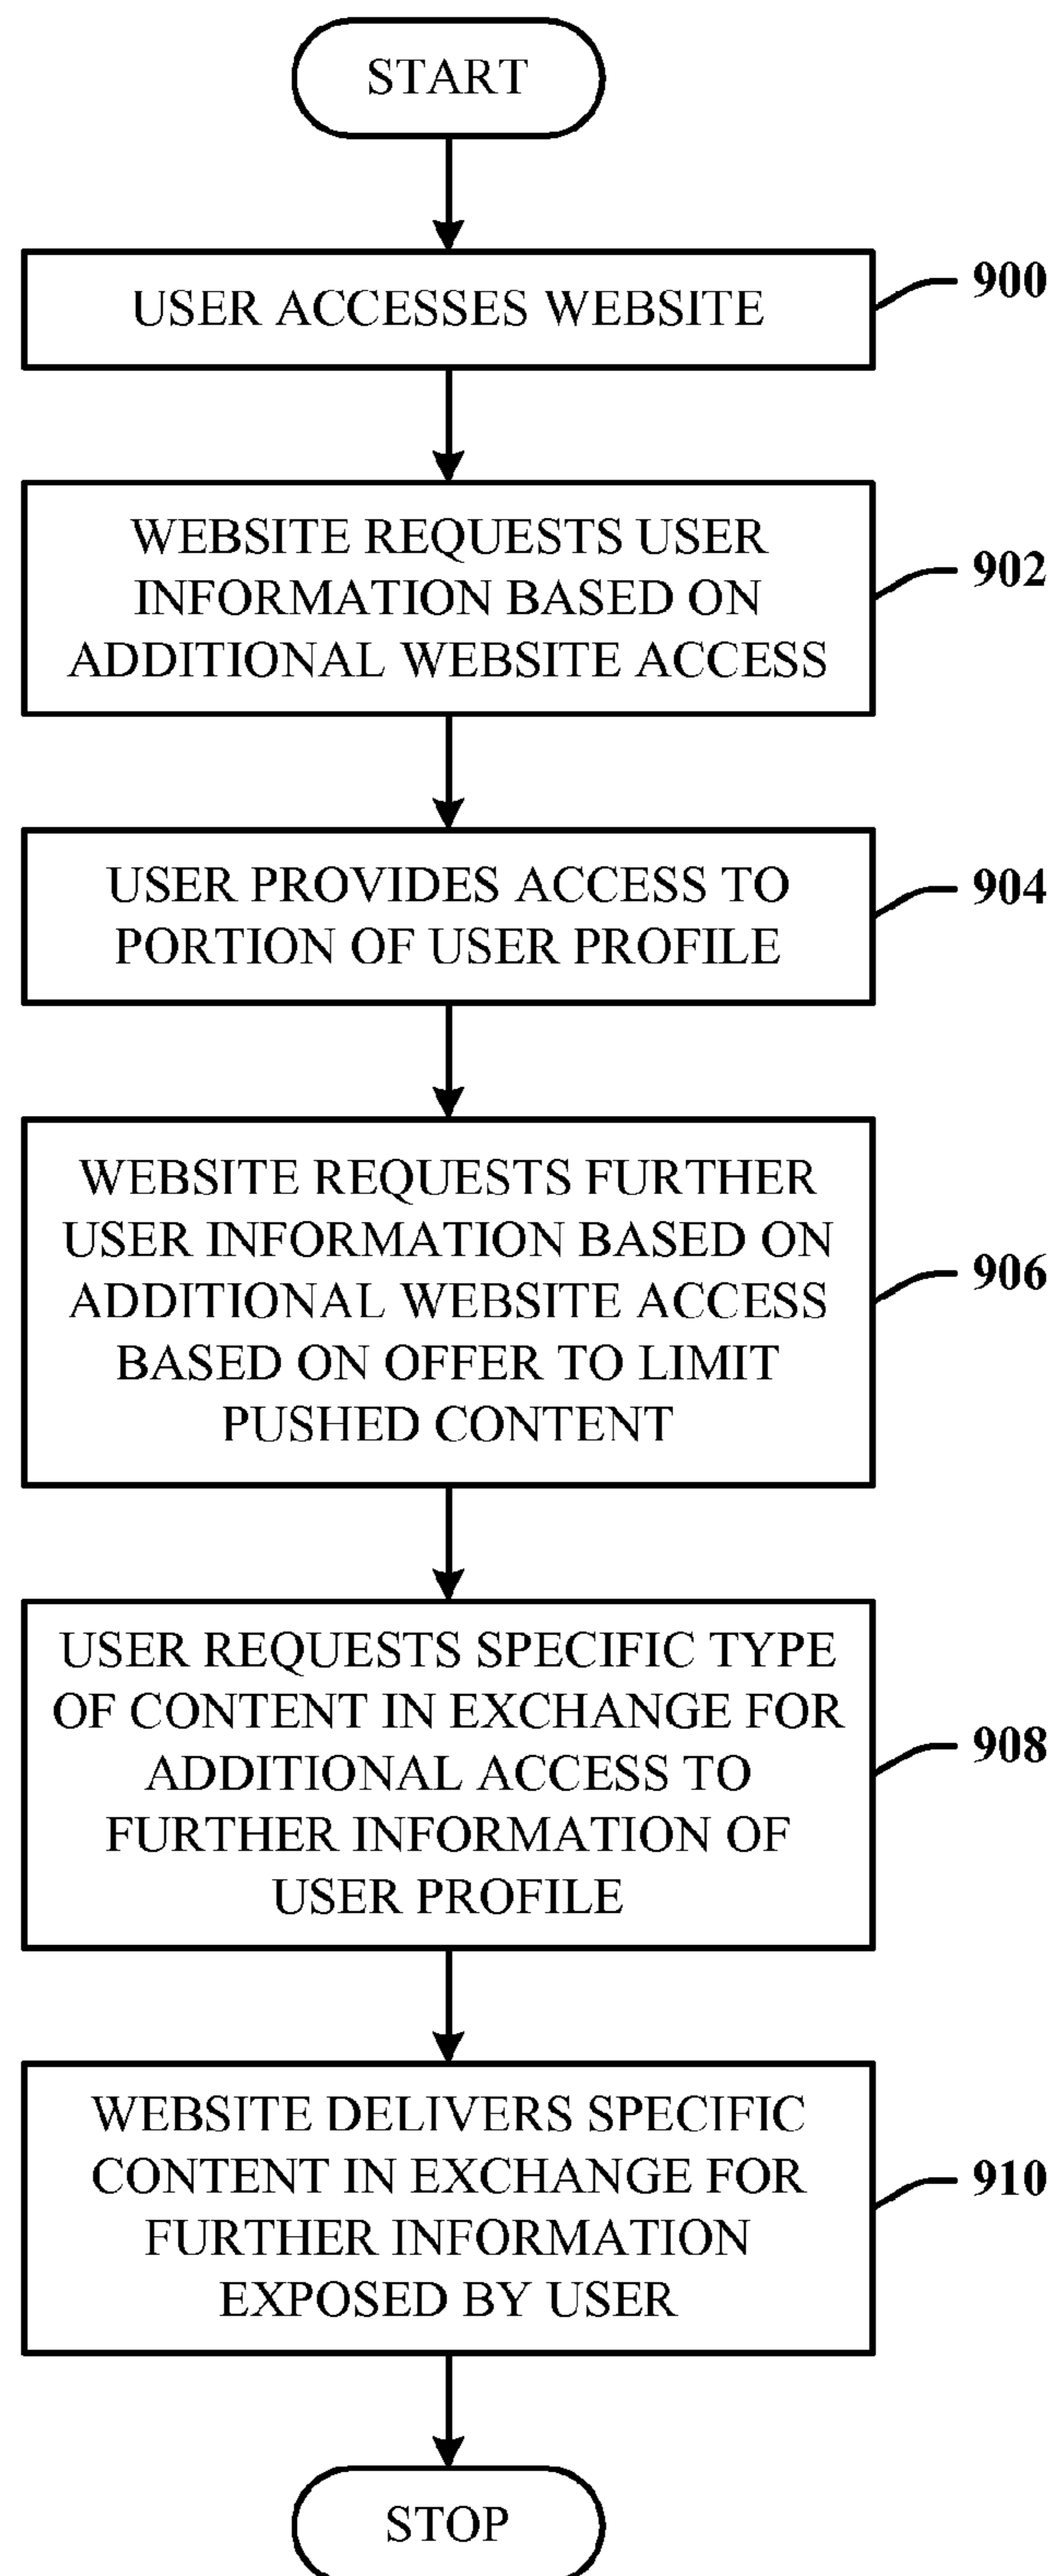 START
USER ACCESSES WEBSITE
900
WEBSITE REQUESTS USER
INFORMATION BASED ON
ADDITIONAL WEBSITE ACCESS
902
USER PROVIDES ACCESS TO
PORTION OF USER PROFILE
904
WEBSITE REQUESTS FURTHER
USER INFORMATION BASED ON
ADDITIONAL WEBSITE ACCESS
BASED ON OFFER TO LIMIT
PUSHED CONTENT
906
USER REQUESTS SPECIFIC TYPE
OF CONTENT IN EXCHANGE FOR
ADDITIONAL ACCESS TO
FURTHER INFORMATION OF
USER PROFILE
908
WEBSITE DELIVERS SPECIFIC
CONTENT IN EXCHANGE FOR
FURTHER INFORMATION
EXPOSED BY USER
910
STOP